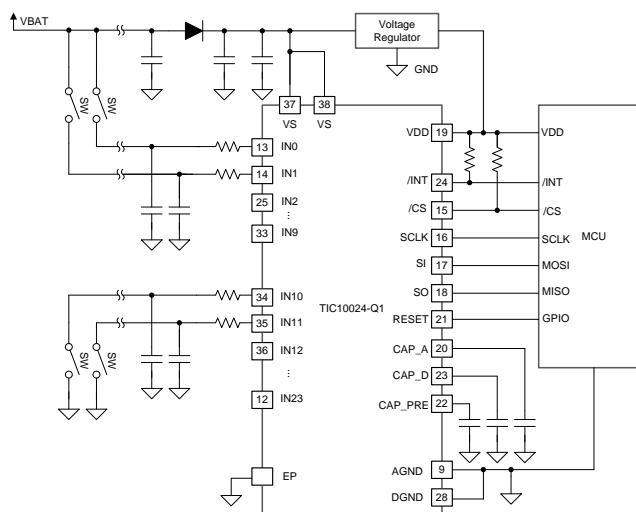 VBAT
Voltage
Regulator
GND
37
38
VS
VS
SW
SW
VDD
19
VDD
13
IN0
14
IN1
/INT
24
/INT
25
IN2
/CS
15
/CS
33
IN9
SCLK
16
SCLK
MCU
SI
17
MOSI
34
IN10
SO
18
MISO
TIC10024-Q1
35
IN11
RESET
21
GPIO
36
IN12
CAP_A
20
SW
SW
CAP_D
23
12
IN23
CAP_PRE
22
EP
AGND
9
DGND
28